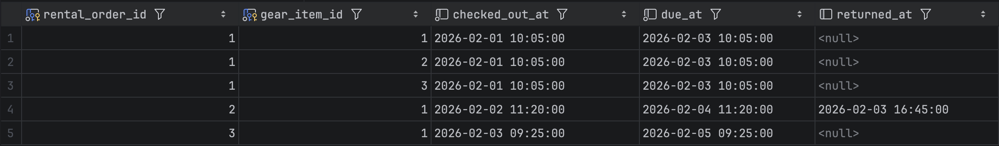 rental_order_id gear_item_id checked_out_at due_at returned_at
1 1 1 2026-02-01 10:05:00 2026-02-03 10:05:00 <null>
2 1 2 2026-02-01 10:05:00 2026-02-03 10:05:00 <null>
3 1 3 2026-02-01 10:05:00 2026-02-03 10:05:00 <null>
4 2 1 2026-02-02 11:20:00 2026-02-04 11:20:00 2026-02-03 16:45:00
5 3 1 2026-02-03 09:25:00 2026-02-05 09:25:00 <null>